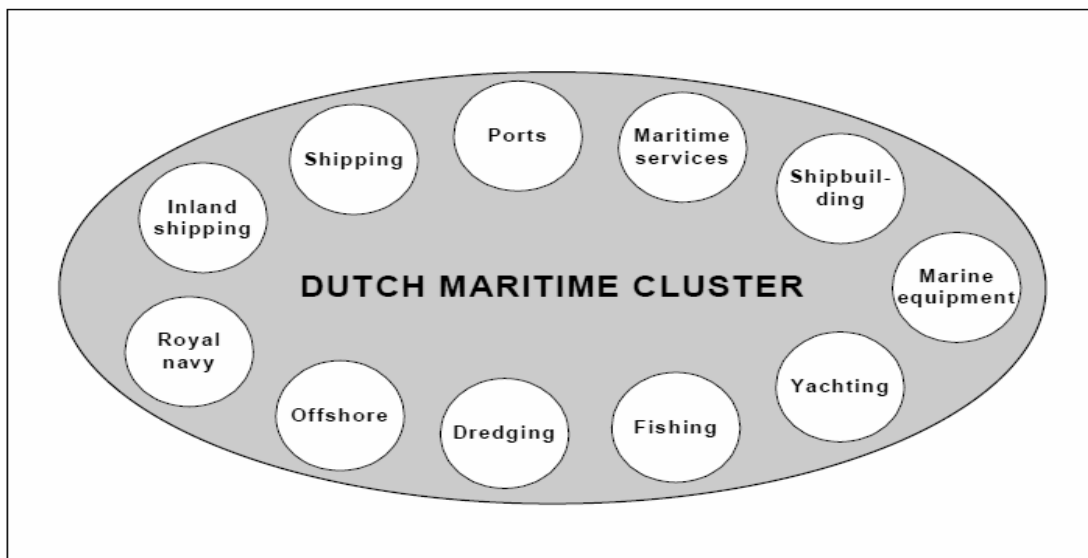 Ports
Maritime
services
Shipping
Shipbuil-
ding
Inland
shipping
Marine
equipment
DUTCH MARITIME CLUSTER
Royal
navy
Yachting
Offshore
Dredging
Fishing